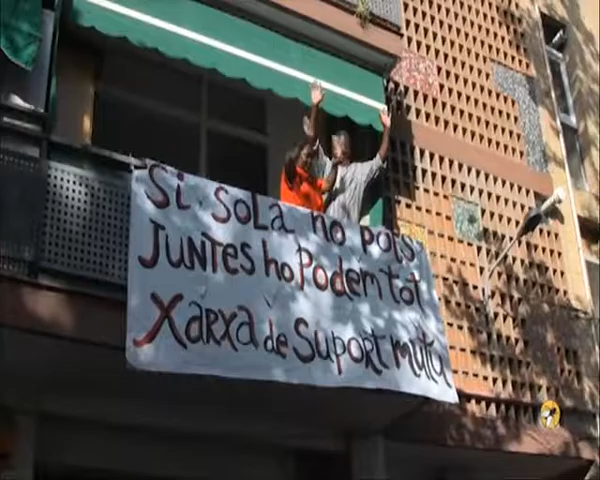 Si SoLA no pots
JUNTES ho PoDem toT
XARXA de SUPORT MUTU